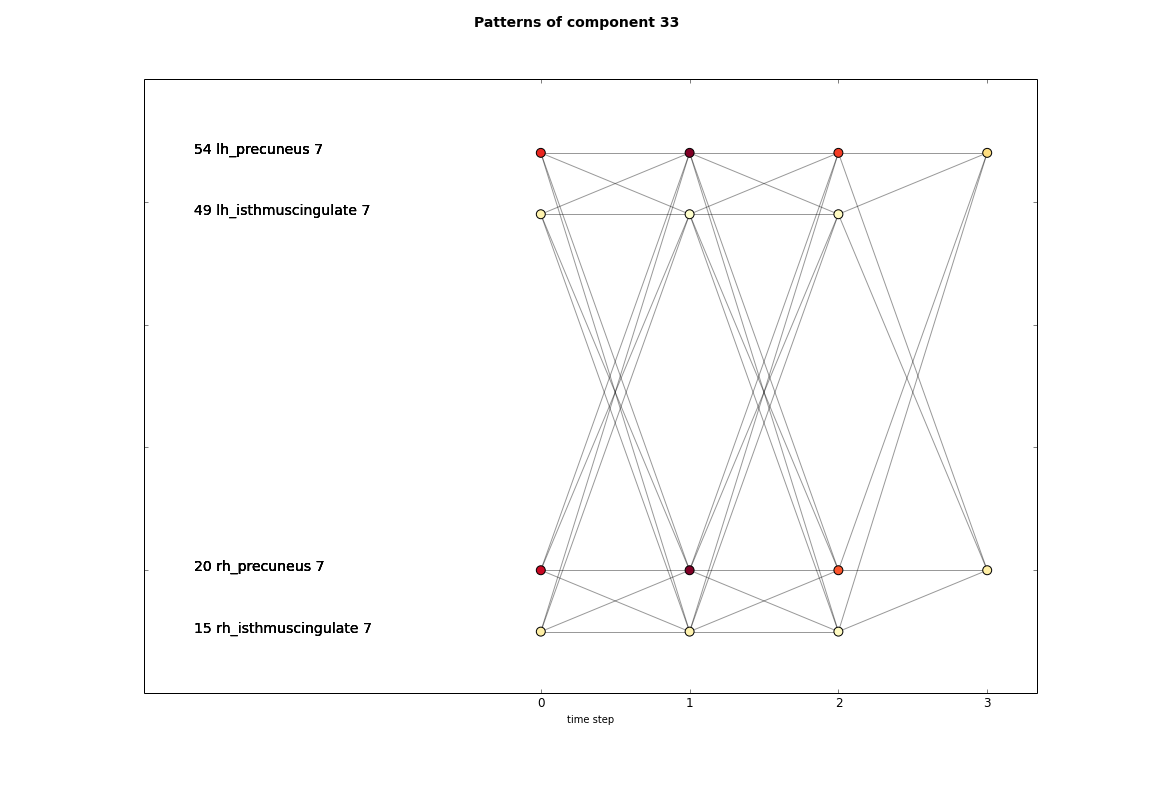 Patterns of component 33
54 lh_precuneus 7
49 lh_isthmuscingulate 7
20 rh_precuneus 7
15 rh_isthmuscingulate 7
0 1 2 3
time step